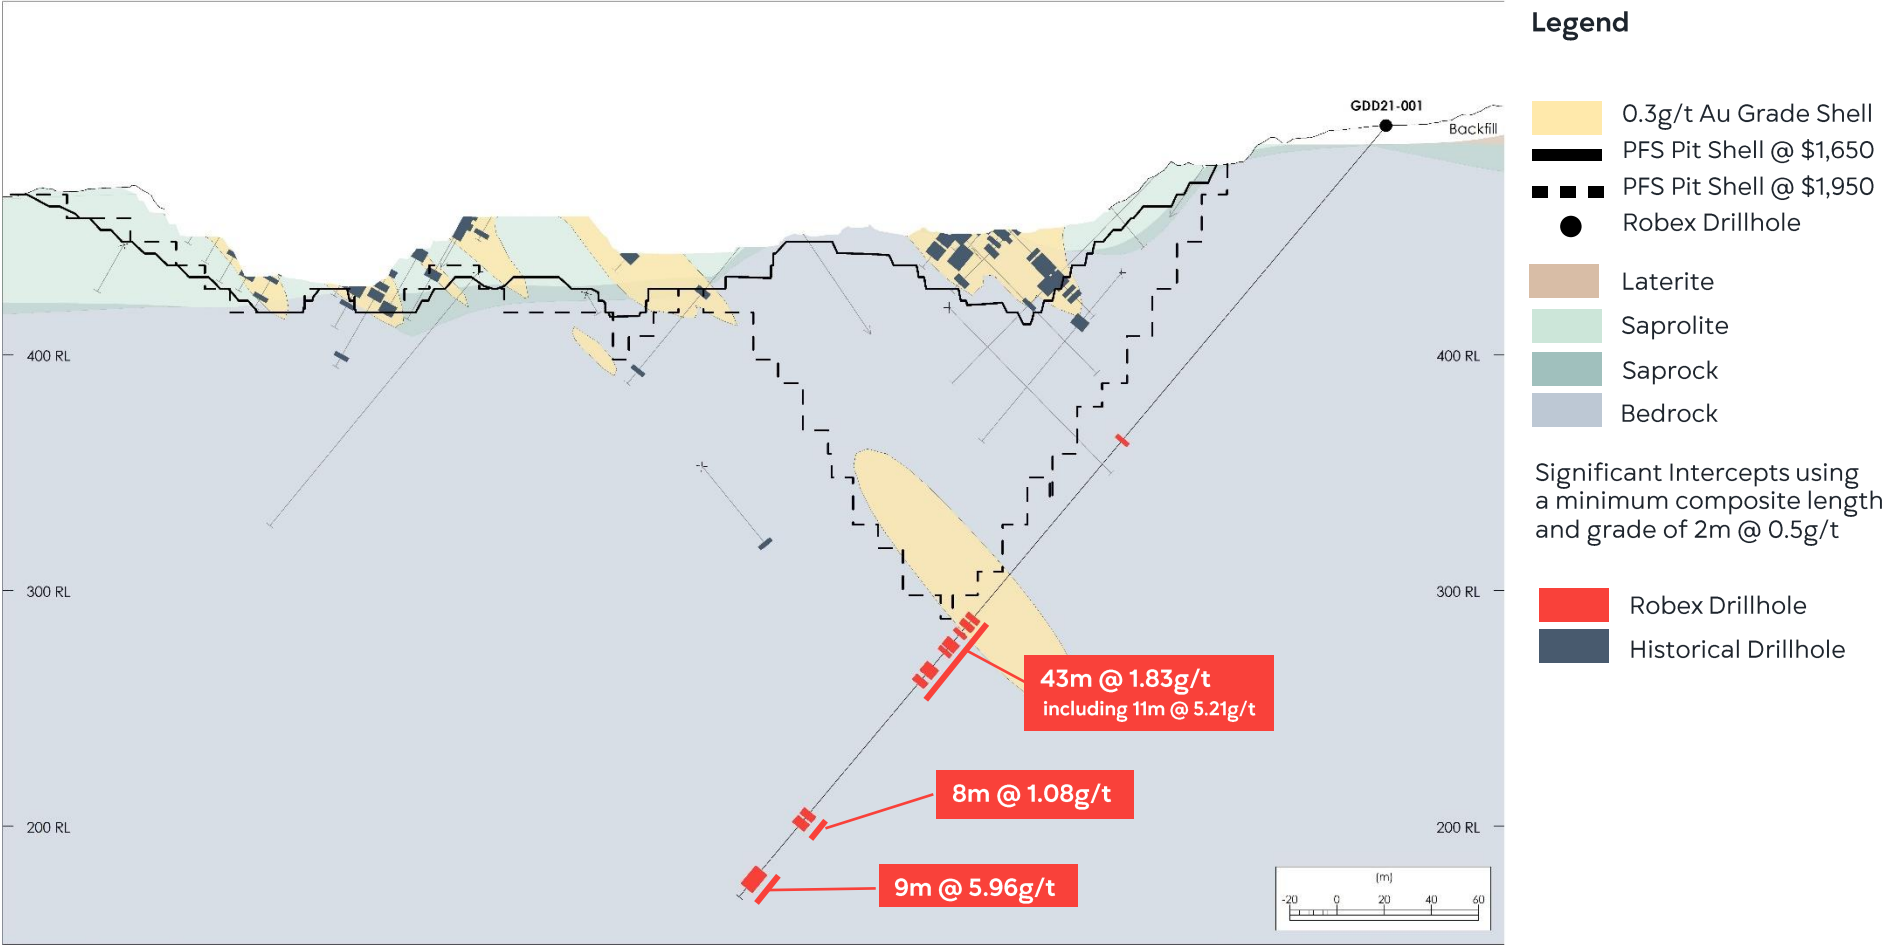 Legend
GDD21-001
Backfill
0.3g/t Au Grade Shell
PFS Pit Shell @ $1,650
PFS Pit Shell @ $1,950
Robex Drillhole
Laterite
Saprolite
Saprock
Bedrock
Significant Intercepts using
a minimum composite length
and grade of 2m @ 0.5g/t
Robex Drillhole
Historical Drillhole
400 RL
400 RL
300 RL
300 RL
200 RL
200 RL
43m @ 1.83g/t
including 11m @ 5.21g/t
8m @ 1.08g/t
9m @ 5.96g/t
(m)
-20 0 20 40 60